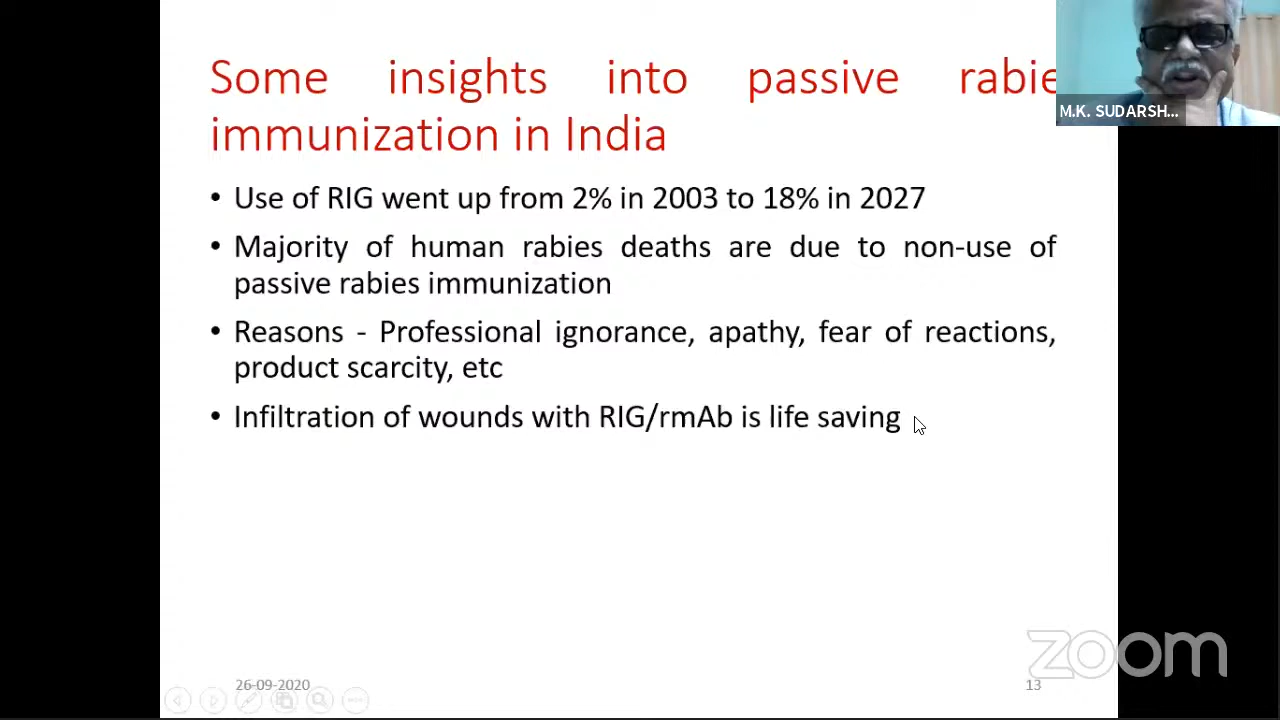 Some insights into passive rabie
immunization in India
M.K. SUDARSH...
• Use of RIG went up from 2% in 2003 to 18% in 2027
• Majority of human rabies deaths are due to non-use of
passive rabies immunization
• Reasons - Professional ignorance, apathy, fear of reactions,
product scarcity, etc
• Infiltration of wounds with RIG/rmAb is life saving
zoom
26-09-2020
13